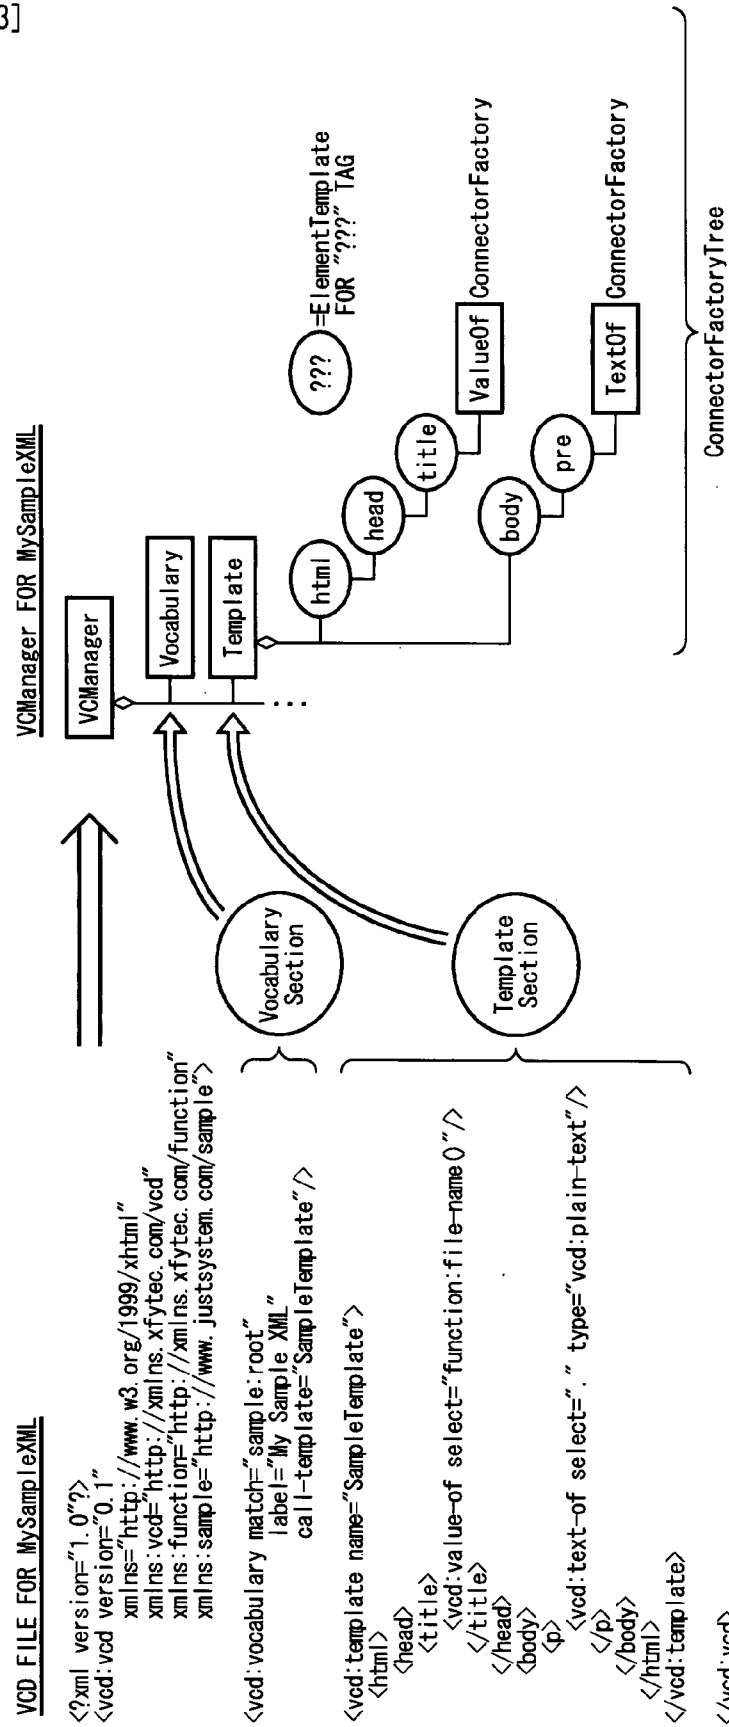 3]
VCD FILE FOR MySampleXML
<?xml version="1.0"?>
<vcd:vcd version="0.1"
xmlns="http://www.w3.org/1999/xhtml"
xmlns:vcd="http://xmlns.xfytec.com/vcd"
xmlns:function="http://xmlns.xfytec.com/function"
xmlns:sample="http://www.justsystem.com/sample">
<vcd:vocabulary match="sample:root"
label="My Sample XML"
call-template="SampleTemplate"/>
<vcd:template name="SampleTemplate">
<html>
<head>
<title>
<vcd:value-of select="function:file-name()"/>
</title>
</head>
<body>
<p>
<vcd:text-of select="." type="vcd:plain-text"/>
</p>
</body>
</html>
</vcd:template>
</vcd:vcd>
Vocabulary
Section
Template
Section
VCManager FOR MySampleXML
VCManager
Vocabulary
Template
...
html
head
title
ValueOf ConnectorFactory
body
pre
TextOf ConnectorFactory
??? =ElementTemplate
FOR "???" TAG
ConnectorFactoryTree